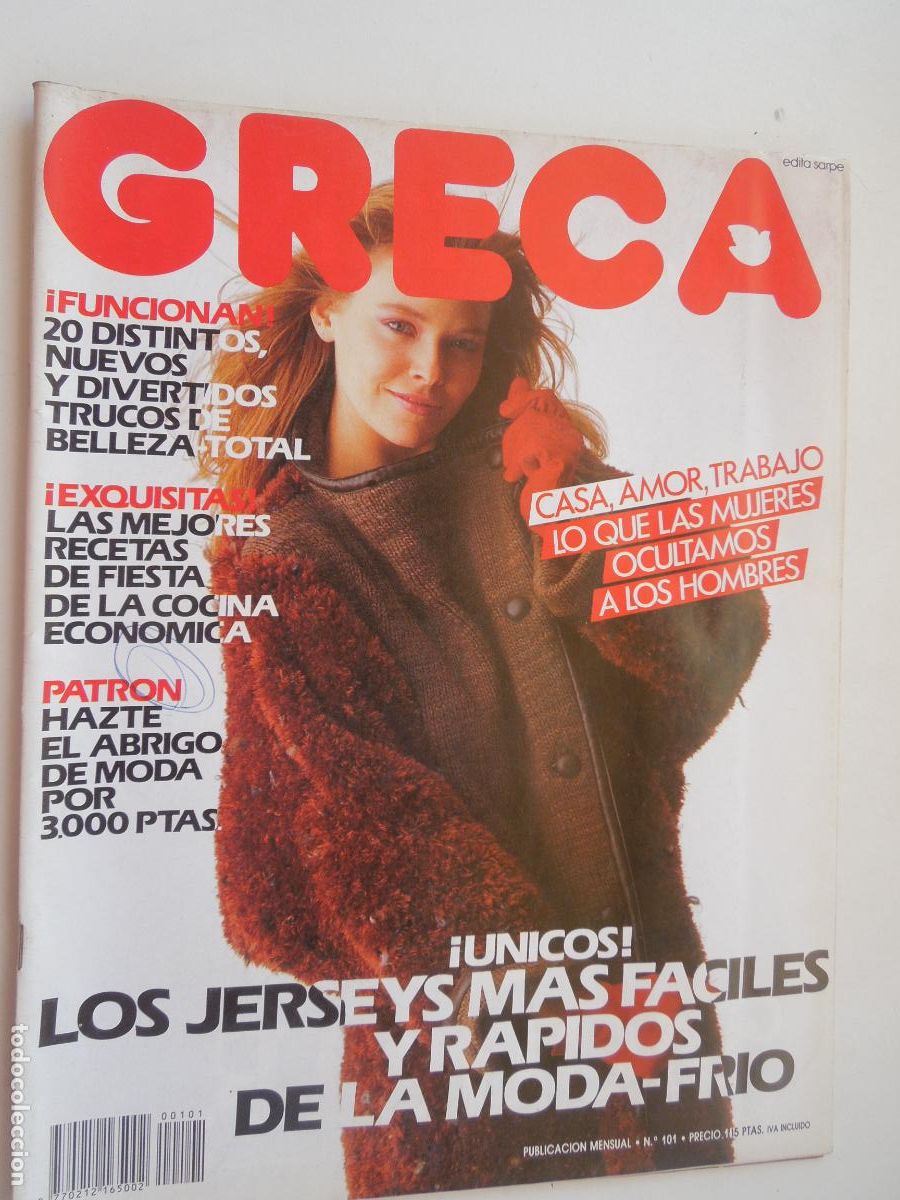 GRECA
edita sarpe
¡FUNCIONAN!
20 DISTINTOS,
NUEVOS
Y DIVERTIDOS
TRUCOS DE
BELLEZA-TOTAL
¡EXQUISITAS!
LAS MEJORES
RECETAS
DE FIESTA
DE LA COCINA
ECONOMICA
PATRON
HAZTE
EL ABRIGO
DE MODA
POR
3.000 PTAS.
CASA, AMOR, TRABAJO
LO QUE LAS MUJERES
OCULTAMOS
A LOS HOMBRES
¡UNICOS!
LOS JERSEYS MAS FACILES
Y RAPIDOS
DE LA MODA-FRIO
PUBLICACION MENSUAL • N.º 101 • PRECIO 115 PTAS. IVA INCLUIDO
00101
770212 165002
todocoleccion